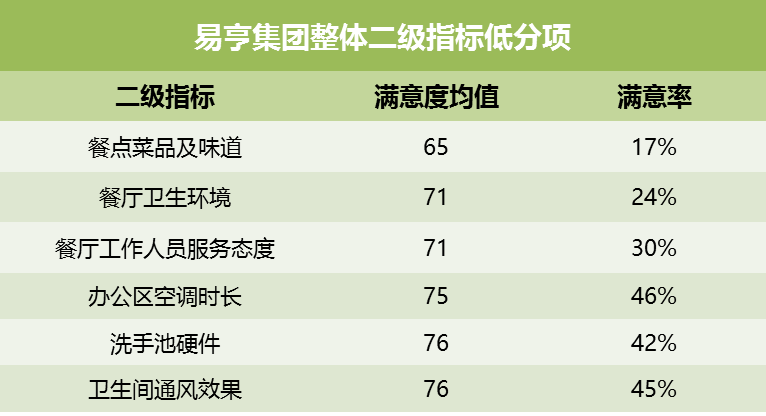 易亨集团整体二级指标低分项
二级指标 满意度均值 满意率
餐点菜品及味道 65 17%
餐厅卫生环境 71 24%
餐厅工作人员服务态度 71 30%
办公区空调时长 75 46%
洗手池硬件 76 42%
卫生间通风效果 76 45%